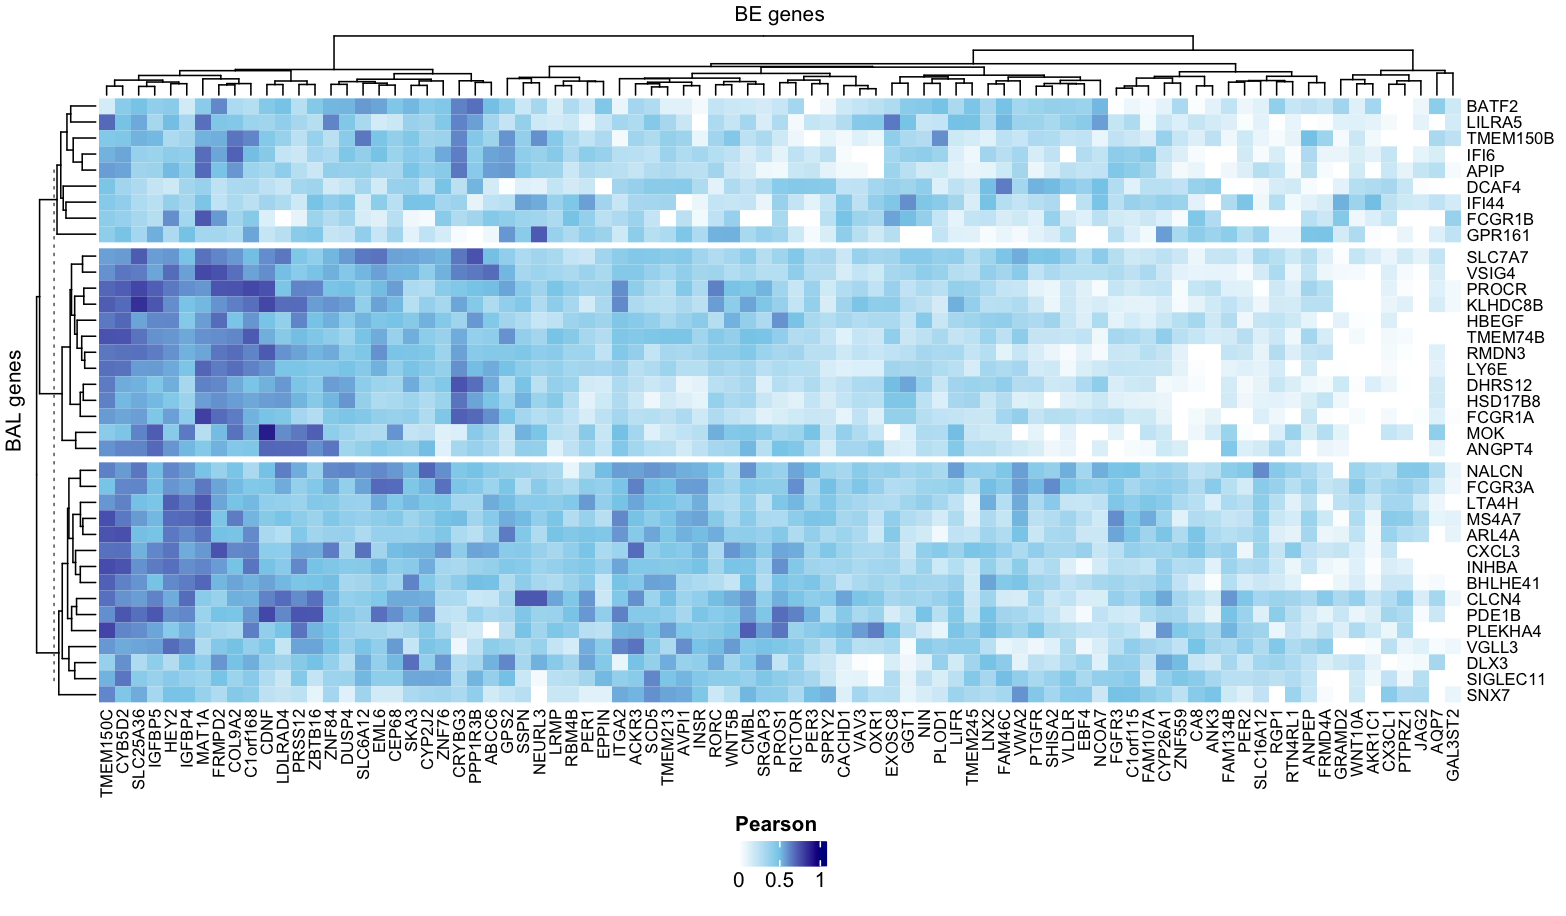 BE genes
BAL genes
BATF2
LILRA5
TMEM150B
IFI6
APIP
DCAF4
IFI44
FCGR1B
GPR161
SLC7A7
VSIG4
PROCR
KLHDC8B
HBEGF
TMEM74B
RMDN3
LY6E
DHRS12
HSD17B8
FCGR1A
MOK
ANGPT4
NALCN
FCGR3A
LTA4H
MS4A7
ARL4A
CXCL3
INHBA
BHLHE41
CLCN4
PDE1B
PLEKHA4
VGLL3
DLX3
SIGLEC11
SNX7
TMEM150C
CYB5D2
SLC25A36
IGFBP5
HEY2
IGFBP4
MAT1A
FRMPD2
COL9A2
C1orf168
CDNF
LDLRAD4
PRSS12
ZBTB16
ZNF84
DUSP4
SLC6A12
EML6
CEP68
SKA3
CYP2J2
ZNF76
CRYBG3
PPP1R3B
ABCC6
GPS2
SSPN
NEURL3
LRMP
RBM4B
PER1
EPPIN
ITGA2
ACKR3
SCD5
TMEM213
AVPI1
INSR
RORC
WNT5B
CMBL
SRGAP3
PROS1
RICTOR
PER3
SPRY2
CACHD1
VAV3
OXR1
EXOSC8
GGT1
NIN
PLOD1
LIFR
TMEM245
LNX2
FAM46C
VWA2
PTGFR
SHISA2
VLDLR
EBF4
NCOA7
FGFR3
C1orf115
FAM107A
CYP26A1
ZNF559
CA8
ANK3
FAM134B
PER2
SLC16A12
RGP1
RTN4RL1
ANPEP
FRMD4A
GRAMD2
WNT10A
AKR1C1
CX3CL1
PTPRZ1
JAG2
AQP7
GAL3ST2
Pearson
0 0.5 1